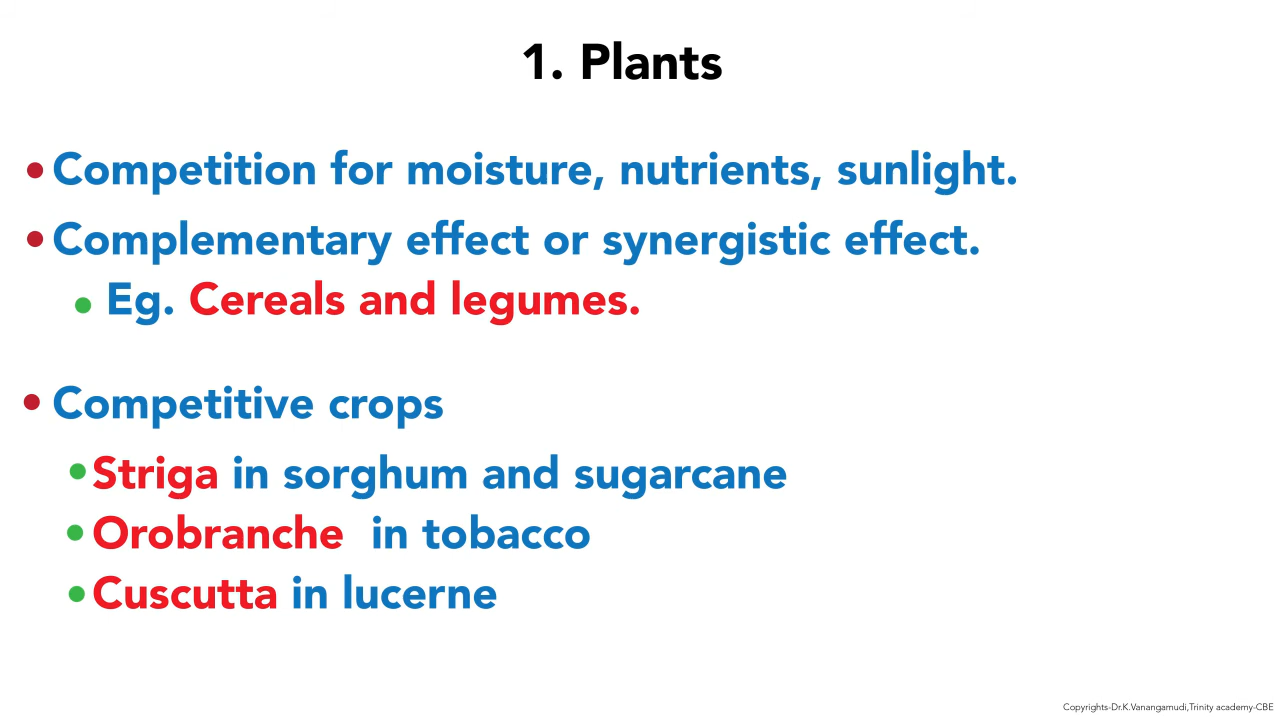 1. Plants
• Competition for moisture, nutrients, sunlight.
• Complementary effect or synergistic effect.
• Eg. Cereals and legumes.
• Competitive crops
• Striga in sorghum and sugarcane
• Orobranche in tobacco
• Cuscutta in lucerne
Copyrights-Dr.K.Vanangamudi,Trinity academy-CBE